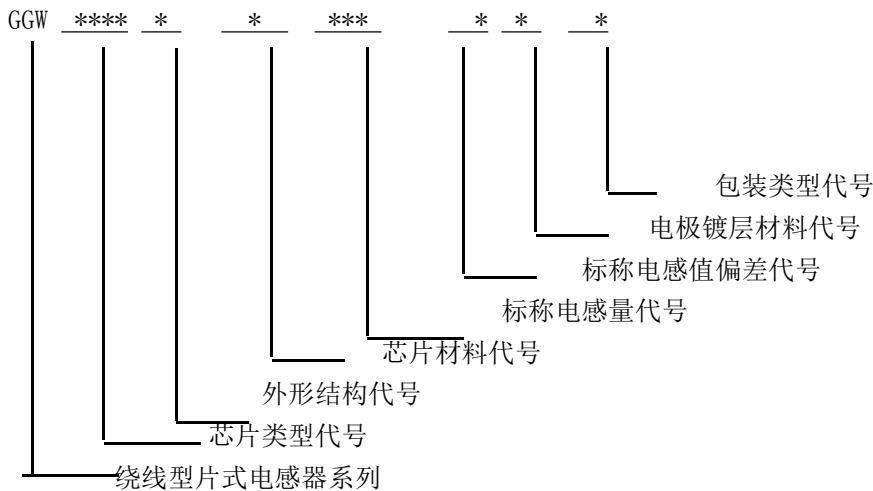 GGW **** * * *** * * *
包装类型代号
电极镀层材料代号
标称电感值偏差代号
标称电感量代号
芯片材料代号
外形结构代号
芯片类型代号
绕线型片式电感器系列